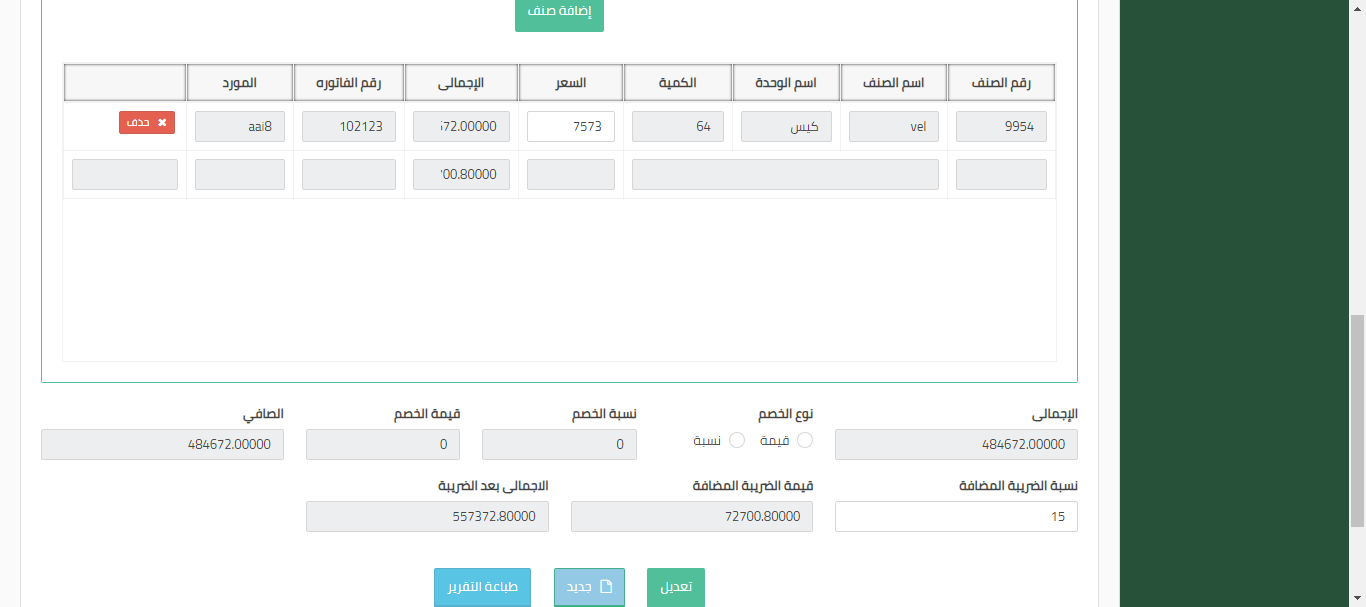 إضافة صنف
رقم الصنف اسم الصنف اسم الوحدة الكمية السعر الإجمالى رقم الفاتوره المورد
9954 vel كيس 64 7573 72.00000 102123 aai8 حذف
00.80000
الإجمالى نوع الخصم نسبة الخصم قيمة الخصم الصافي
484672.00000 قيمة نسبة 0 0 484672.00000
نسبة الضريبة المضافة قيمة الضريبة المضافة الاجمالى بعد الضريبة
15 72700.80000 557372.80000
تعديل جديد طباعة التقرير